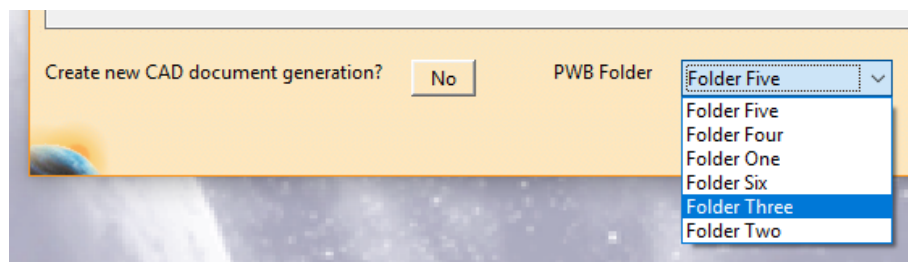 Create new CAD document generation? No PWB Folder Folder Five
Folder Five
Folder Four
Folder One
Folder Six
Folder Three
Folder Two